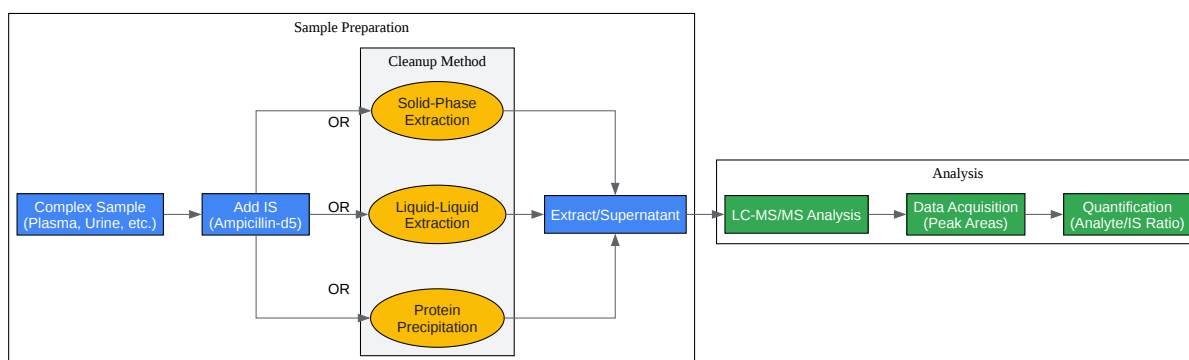 Sample Preparation
Cleanup Method
Solid-Phase
Extraction
OR
Complex Sample
(Plasma, Urine, etc.)
Add IS
(Ampicillin-d5)
OR
Liquid-Liquid
Extraction
Extract/Supernatant
OR
Protein
Precipitation
Analysis
LC-MS/MS Analysis
Data Acquisition
(Peak Areas)
Quantification
(Analyte/IS Ratio)